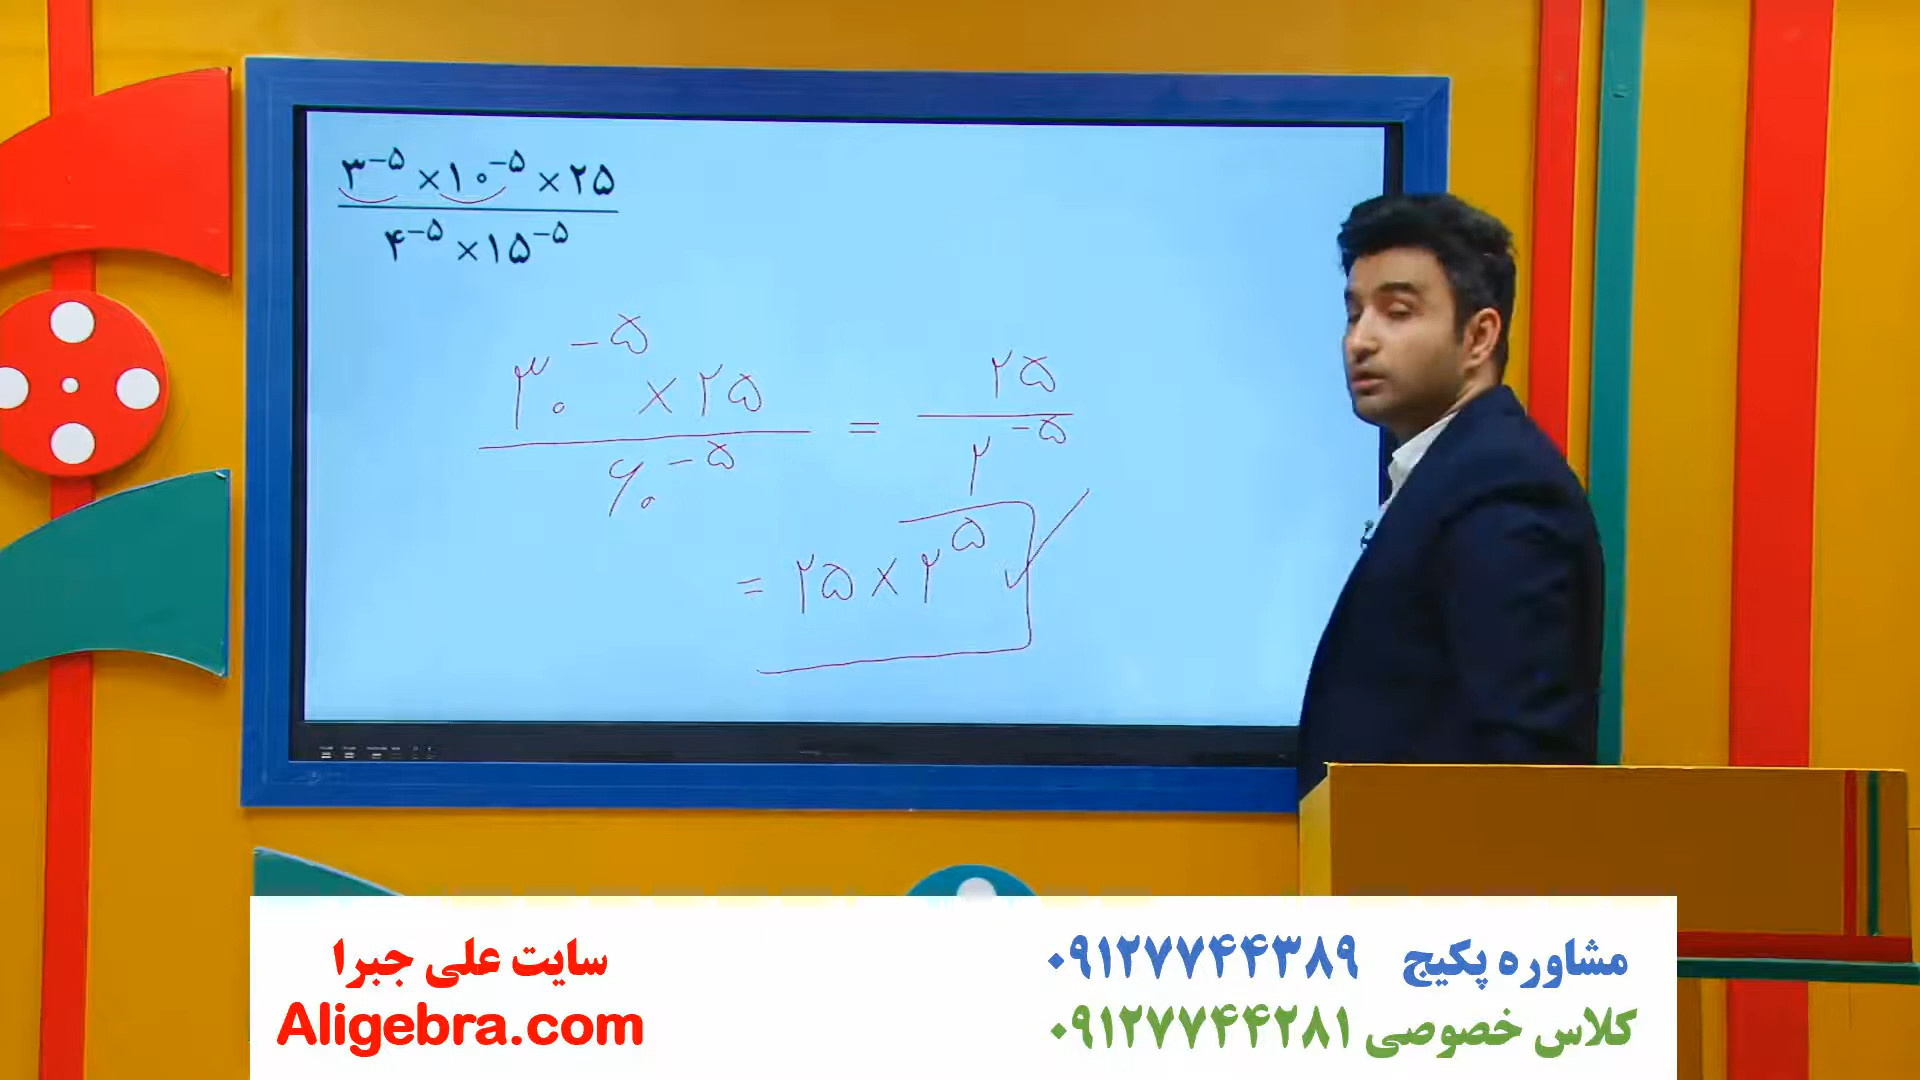 ۳^-۵ × ۱۰^-۵ × ۲۵
۴^-۵ × ۱۵^-۵
۳۰^-۵ × ۲۵
۶۰^-۵
=
۲۵
۲^-۵
= ۲۵ × ۲^۵
سایت علی جبرا
Aligebra.com
مشاوره پکیج ۰۹۱۲۷۷۴۴۳۸۹
کلاس خصوصی ۰۹۱۲۷۷۴۴۲۸۱